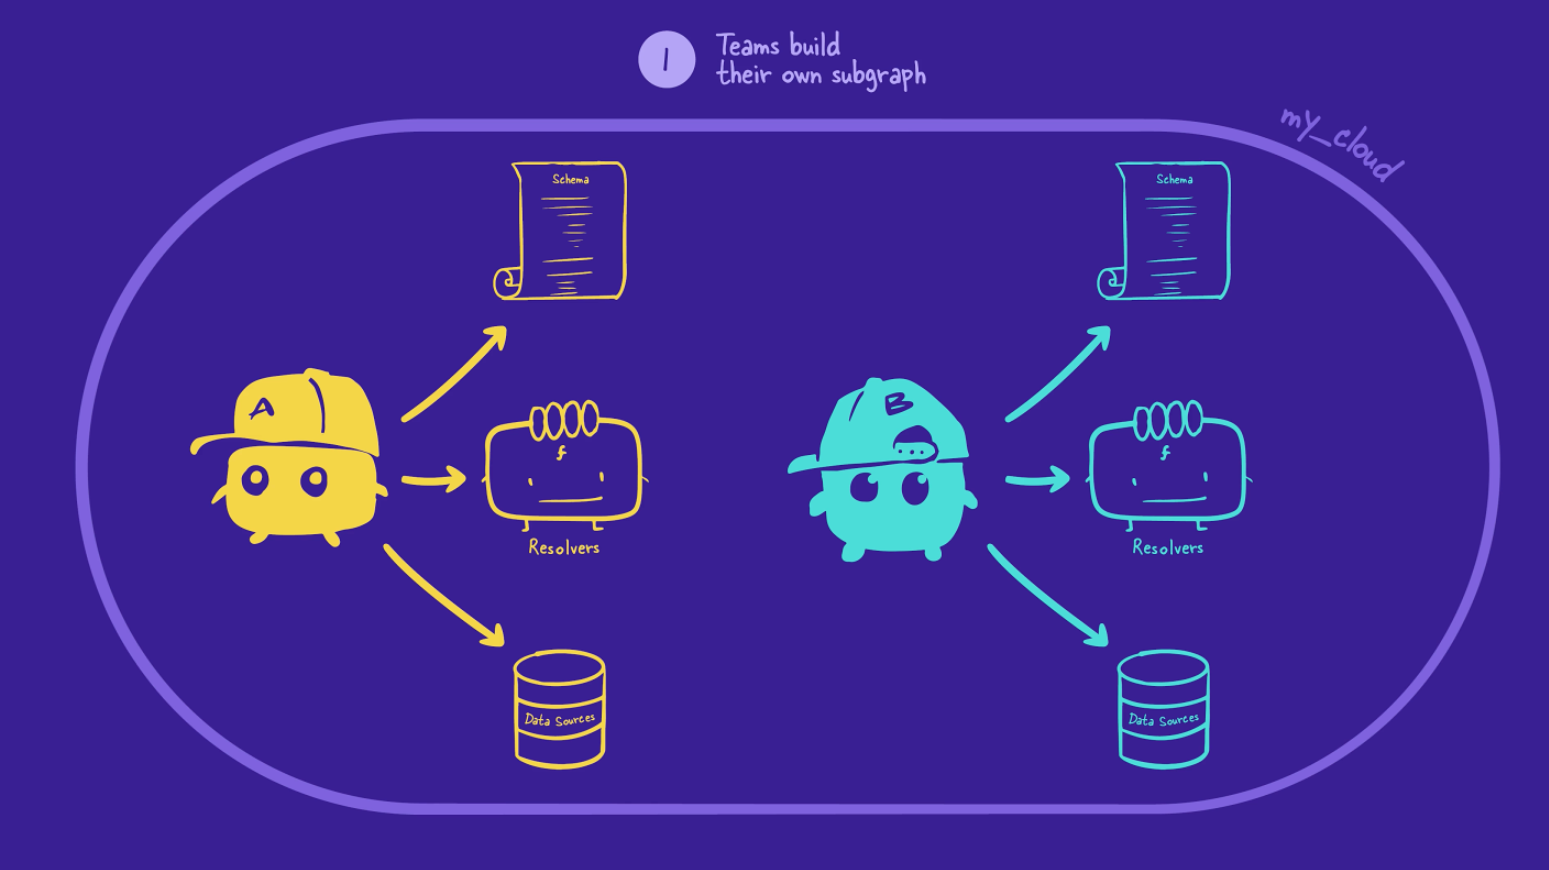 1
Teams build
their own subgraph
my_cloud
Schema
Schema
A
B
f
f
Resolvers
Resolvers
Data Sources
Data Sources